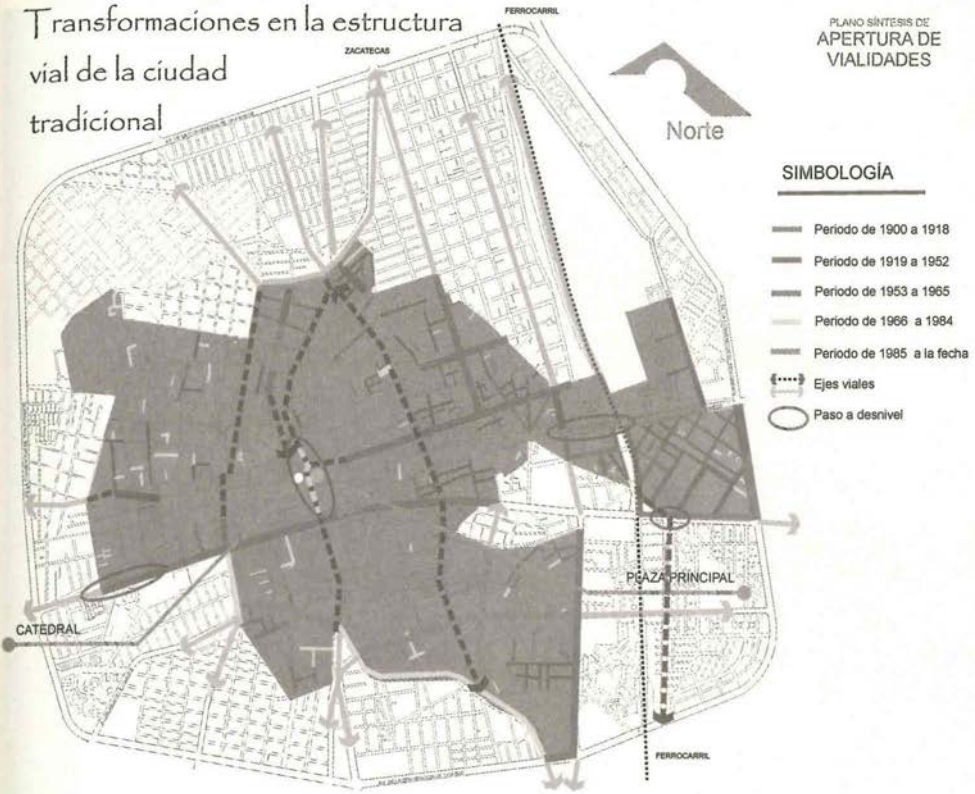 Transformaciones en la estructura
vial de la ciudad
tradicional
FERROCARRIL
ZACATECAS
PLANO SÍNTESIS DE
APERTURA DE
VIALIDADES
Norte
SIMBOLOGÍA
Periodo de 1900 a 1918
Periodo de 1919 a 1952
Periodo de 1953 a 1965
Periodo de 1966 a 1984
Periodo de 1985 a la fecha
Ejes viales
Paso a desnivel
PLAZA PRINCIPAL
CATEDRAL
FERROCARRIL